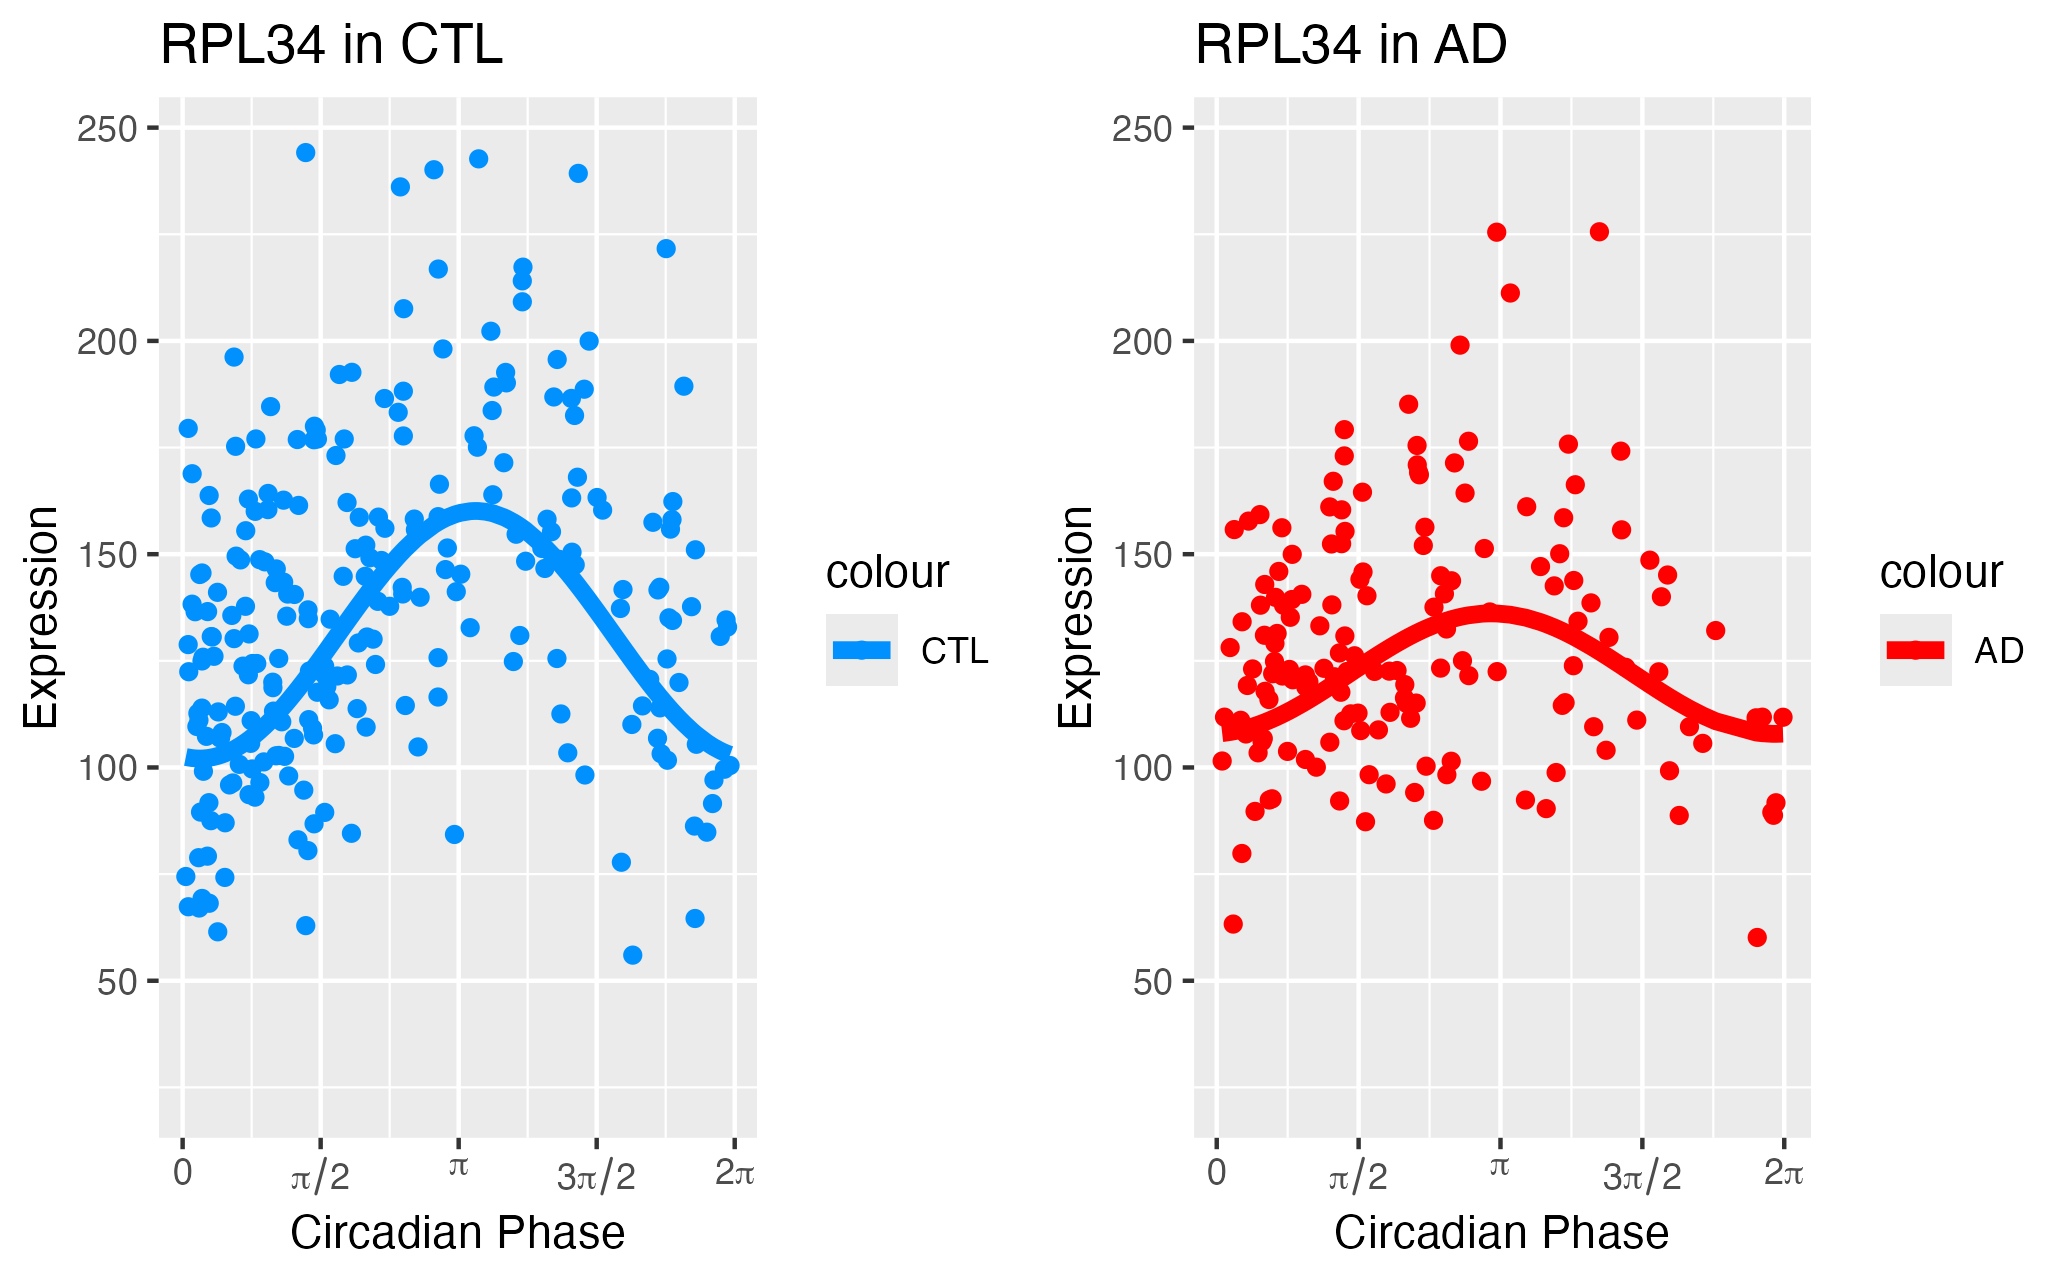 RPL34 in CTL
250
200
150
100
50
Expression
0 π/2 π 3π/2 2π
Circadian Phase
colour
CTL
RPL34 in AD
250
200
150
100
50
Expression
0 π/2 π 3π/2 2π
Circadian Phase
colour
AD